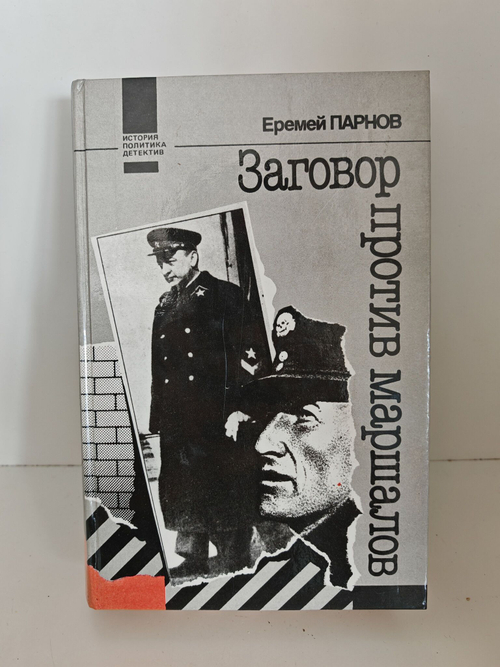 Еремей ПАРНОВ
ИСТОРИЯ
ПОЛИТИКА
ДЕТЕКТИВ
Заговор
против маршалов